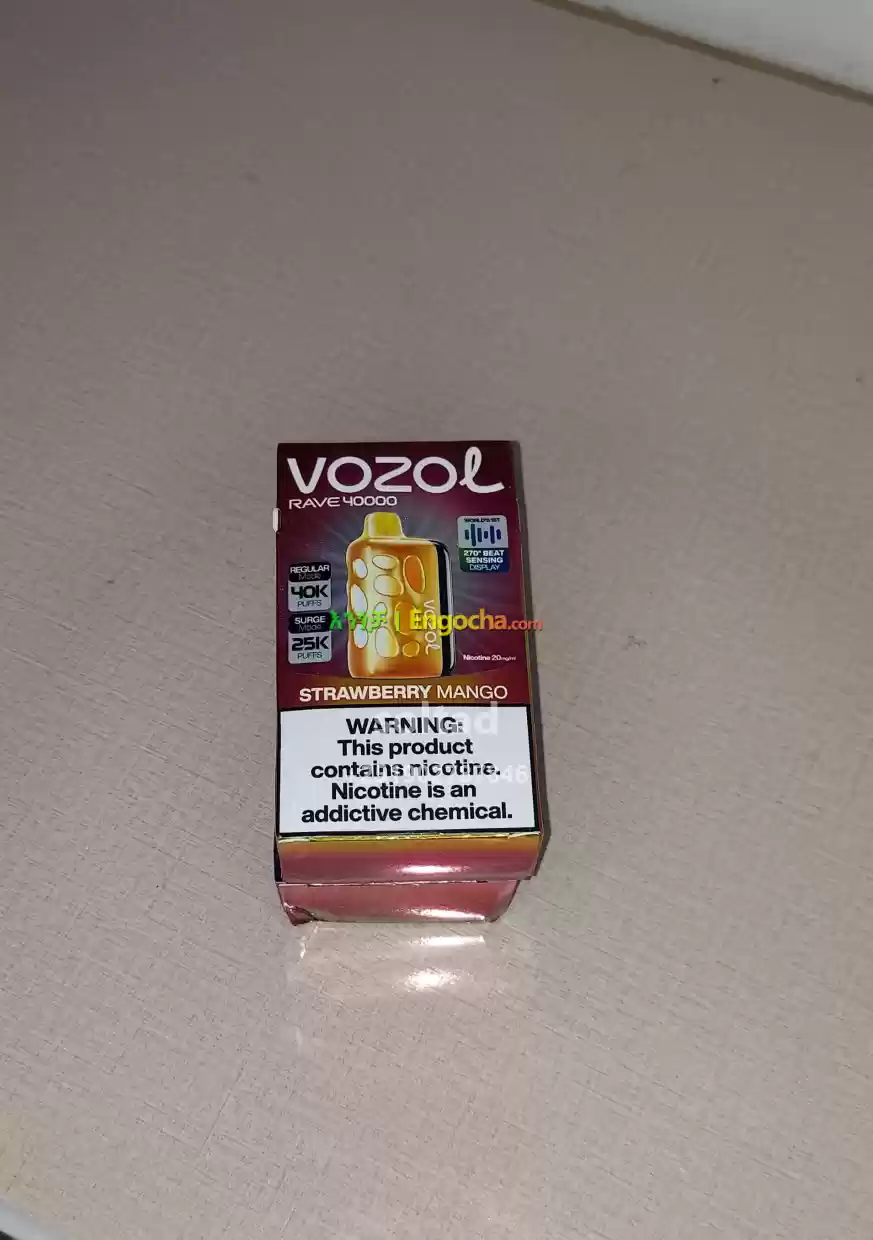 VOZOL
RAVE 40000
WORLD'S 1ST
270° BEAT
SENSING
DISPLAY
REGULAR
Mode
40K
PUFFS
SURGE
Mode
25K
PUFFS
VOZOL
| Engocha.com
Nicotine 20mg/ml
STRAWBERRY MANGO
WARNING:
This product
contains nicotine.
Nicotine is an
addictive chemical.